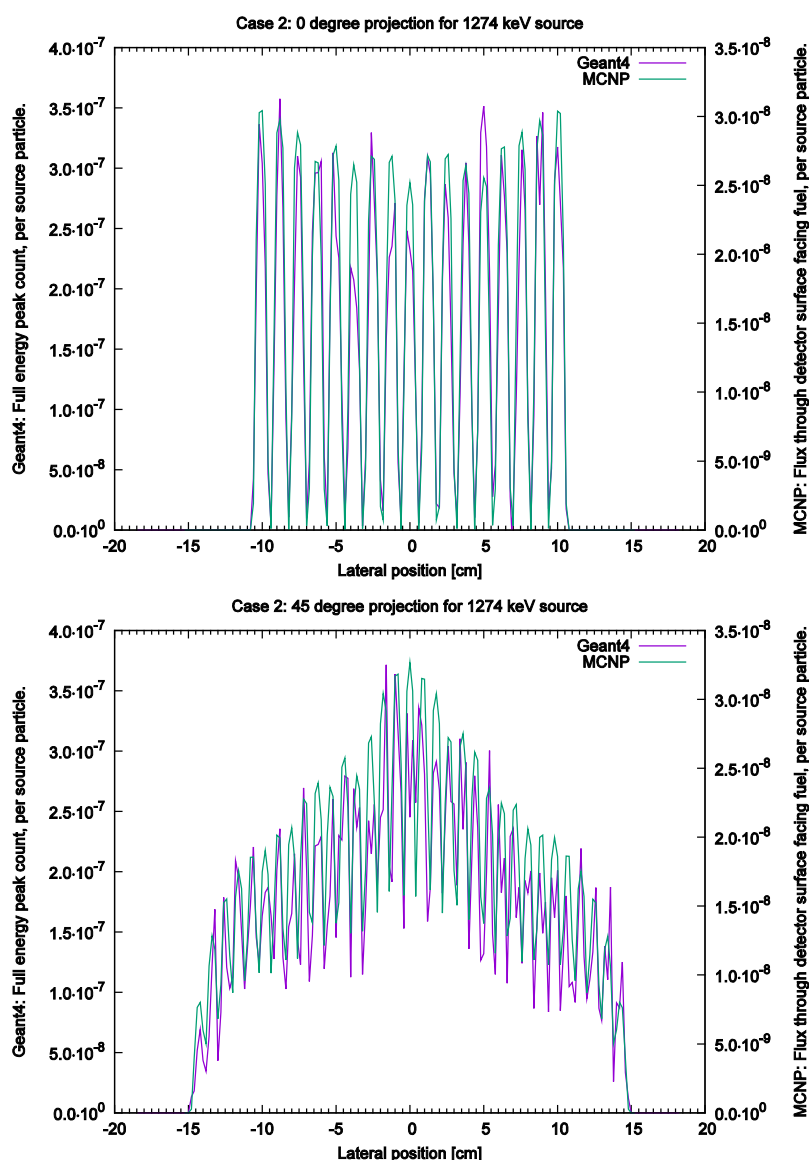 Case 2: 0 degree projection for 1274 keV source
Geant4: Full energy peak count, per source particle.
4.0·10⁻⁷
3.5·10⁻⁷
3.0·10⁻⁷
2.5·10⁻⁷
2.0·10⁻⁷
1.5·10⁻⁷
1.0·10⁻⁷
5.0·10⁻⁸
0.0·10⁰
Geant4
MCNP
3.5·10⁻⁸
3.0·10⁻⁸
2.5·10⁻⁸
2.0·10⁻⁸
1.5·10⁻⁸
1.0·10⁻⁸
5.0·10⁻⁹
0.0·10⁰
MCNP: Flux through detector surface facing fuel, per source particle.
-20 -15 -10 -5 0 5 10 15 20
Lateral position [cm]
Case 2: 45 degree projection for 1274 keV source
Geant4: Full energy peak count, per source particle.
4.0·10⁻⁷
3.5·10⁻⁷
3.0·10⁻⁷
2.5·10⁻⁷
2.0·10⁻⁷
1.5·10⁻⁷
1.0·10⁻⁷
5.0·10⁻⁸
0.0·10⁰
Geant4
MCNP
3.5·10⁻⁸
3.0·10⁻⁸
2.5·10⁻⁸
2.0·10⁻⁸
1.5·10⁻⁸
1.0·10⁻⁸
5.0·10⁻⁹
0.0·10⁰
MCNP: Flux through detector surface facing fuel, per source particle.
-20 -15 -10 -5 0 5 10 15 20
Lateral position [cm]